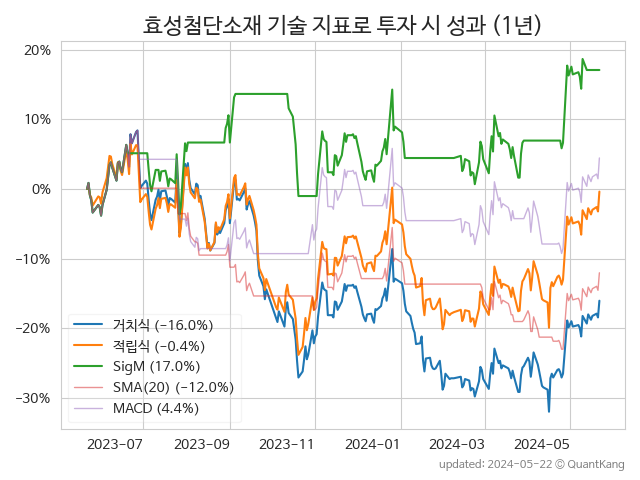 효성첨단소재 기술 지표로 투자 시 성과 (1년)
20%
10%
0%
−10%
−20%
−30%
거치식 (−16.0%)
적립식 (−0.4%)
SigM (17.0%)
SMA(20) (−12.0%)
MACD (4.4%)
2023−07
2023−09
2023−11
2024−01
2024−03
2024−05
updated: 2024−05−22 © QuantKang